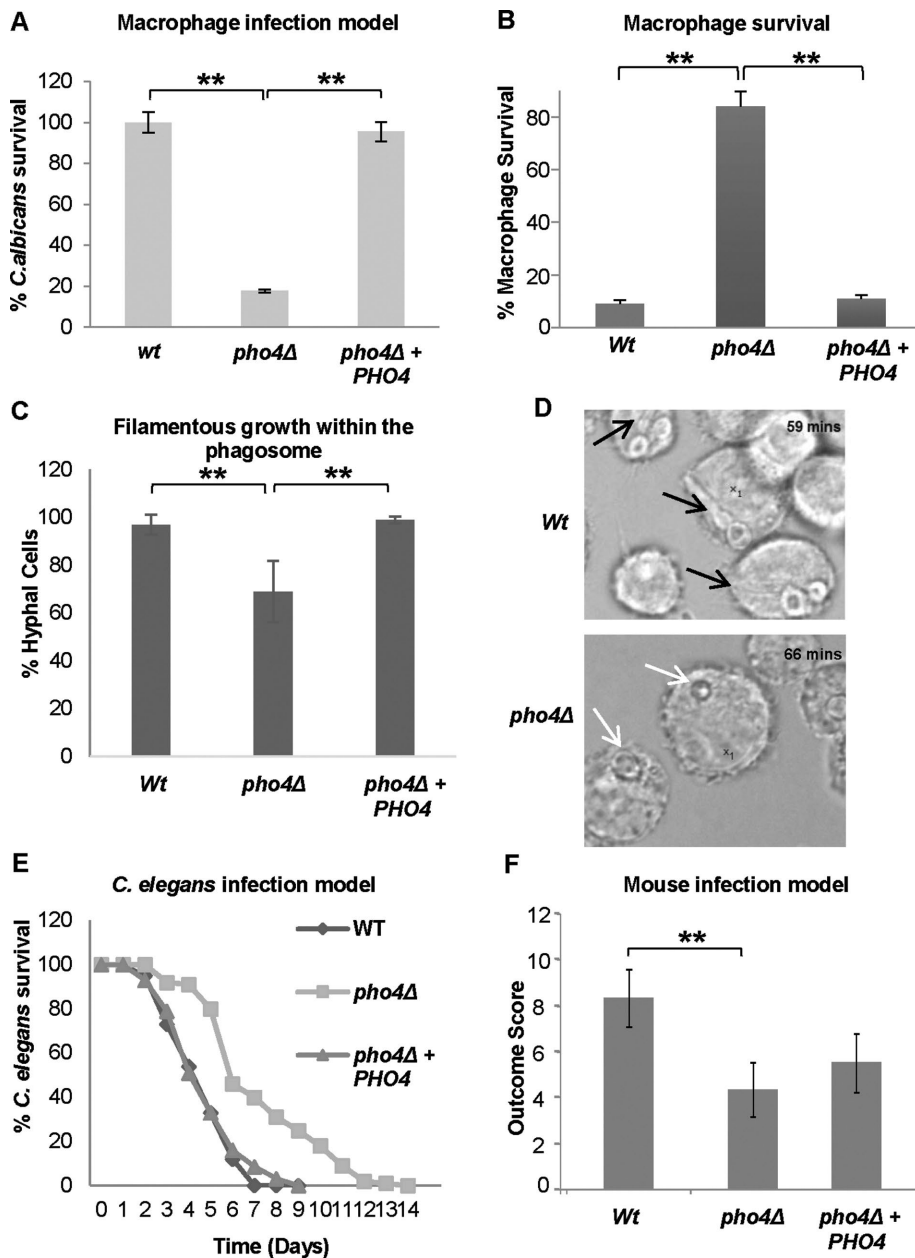 A
Macrophage infection model
% C.albicans survival
120
100
80
60
40
20
0
**
**
wt
pho4Δ
pho4Δ +
PHO4
B
Macrophage survival
% Macrophage Survival
80
60
40
20
0
**
**
Wt
pho4Δ
pho4Δ +
PHO4
C
Filamentous growth within the
phagosome
% Hyphal Cells
120
100
80
60
40
20
0
**
**
Wt
pho4Δ
pho4Δ +
PHO4
D
Wt
59 mins
x1
pho4Δ
66 mins
x1
E
C. elegans infection model
% C. elegans survival
120
100
80
60
40
20
0
WT
pho4Δ
pho4Δ +
PHO4
0 1 2 3 4 5 6 7 8 9 1011121314
Time (Days)
F
Mouse infection model
Outcome Score
12
10
8
6
4
2
0
**
Wt
pho4Δ
pho4Δ +
PHO4